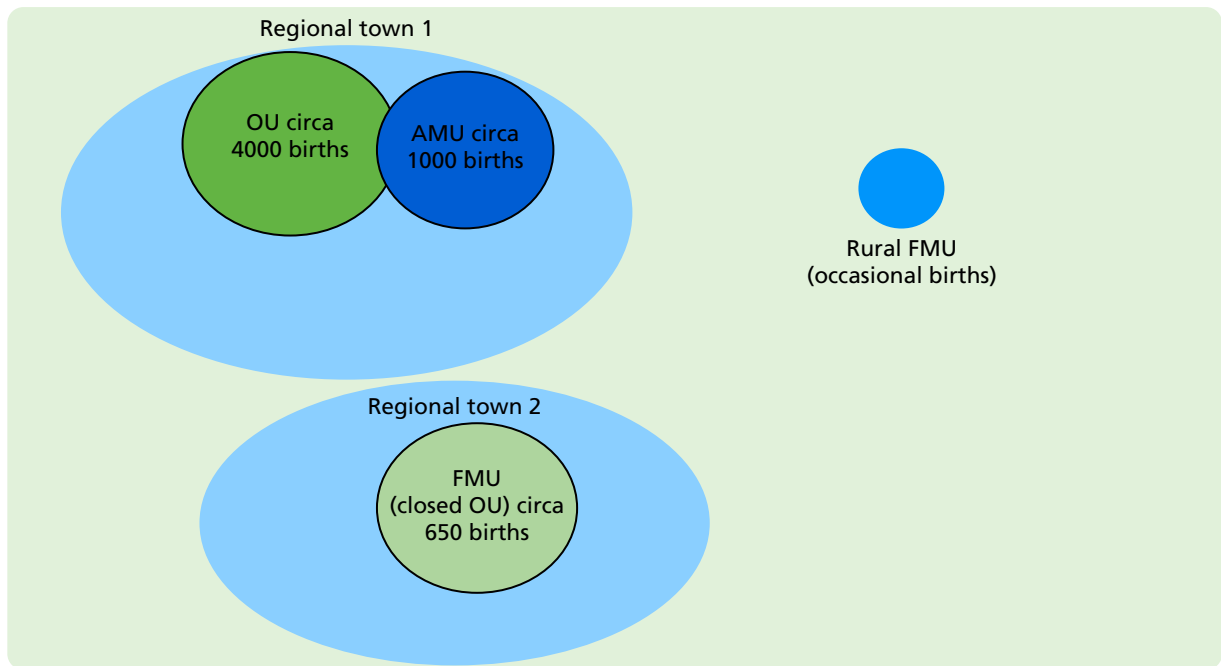 Regional town 1
OU circa
4000 births
AMU circa
1000 births
Rural FMU
(occasional births)
Regional town 2
FMU
(closed OU) circa
650 births